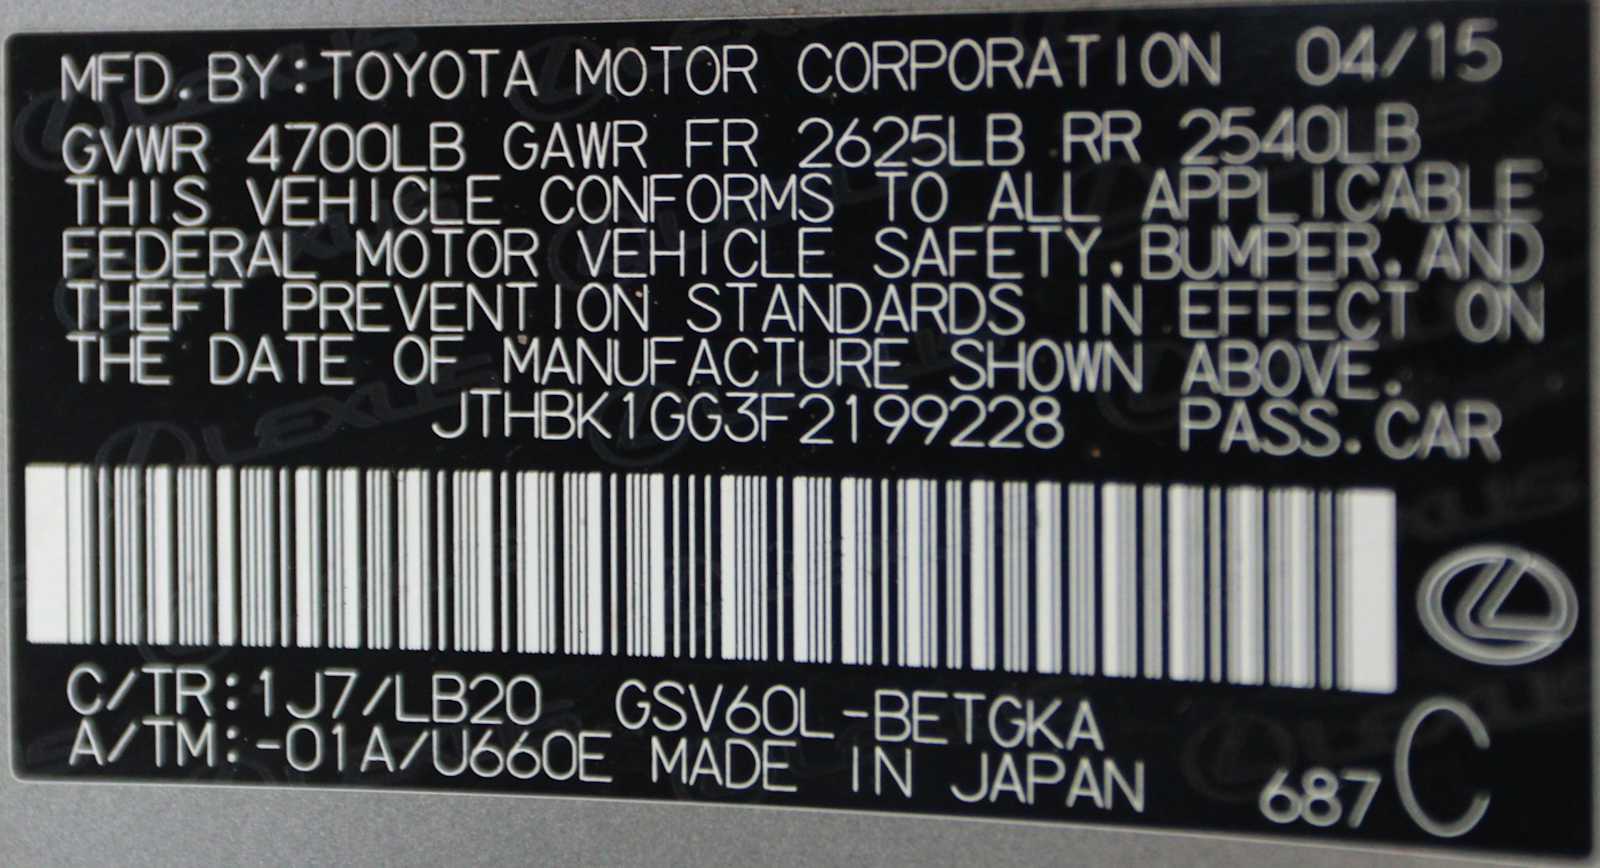 MFD.BY:TOYOTA MOTOR CORPORATION 04/15
GVWR 4700LB GAWR FR 2625LB RR 2540LB
THIS VEHICLE CONFORMS TO ALL APPLICABLE
FEDERAL MOTOR VEHICLE SAFETY.BUMPER.AND
THEFT PREVENTION STANDARDS IN EFFECT ON
THE DATE OF MANUFACTURE SHOWN ABOVE.
JTHBK1GG3F2199228 PASS.CAR
C/TR:1J7/LB20 GSV60L-BETGKA
A/TM:-01A/U660E MADE IN JAPAN 687 C